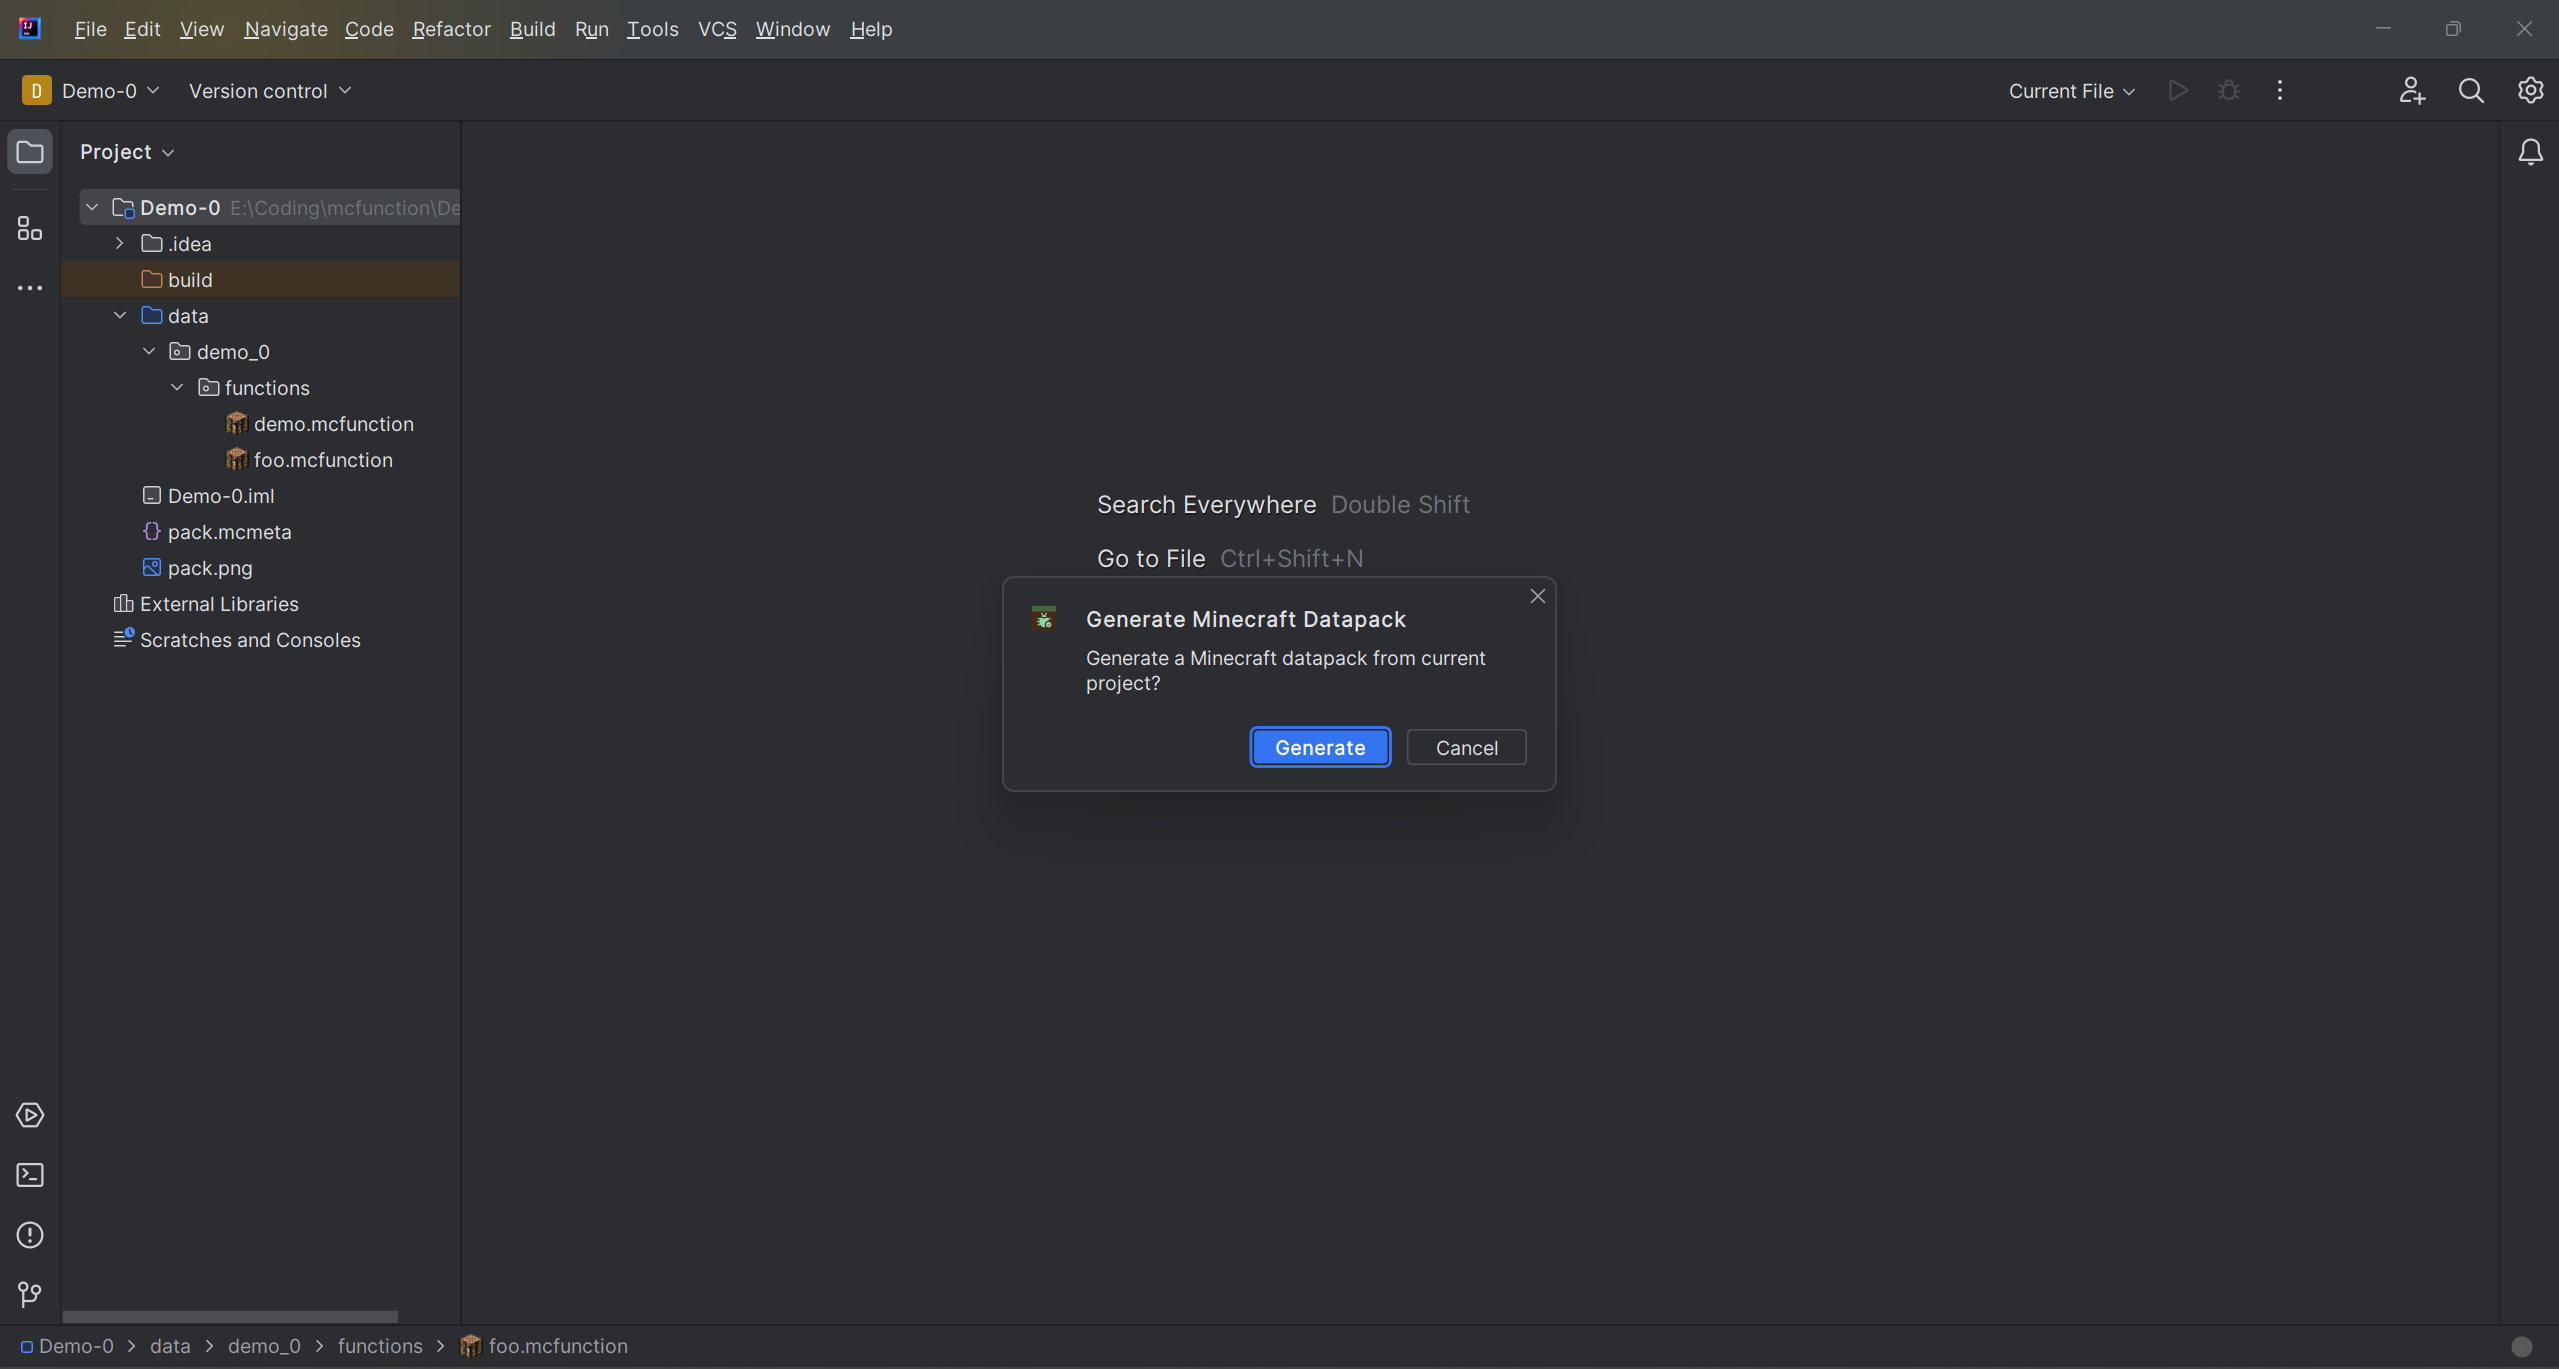 File Edit View Navigate Code Refactor Build Run Tools VCS Window Help
D Demo-0 Version control Current File
Project
Demo-0 E:\Coding\mcfunction\De
.idea
build
data
demo_0
functions
demo.mcfunction
foo.mcfunction
Demo-0.iml
pack.mcmeta
pack.png
External Libraries
Scratches and Consoles
Search Everywhere Double Shift
Go to File Ctrl+Shift+N
Generate Minecraft Datapack
Generate a Minecraft datapack from current
project?
Generate Cancel
Demo-0 > data > demo_0 > functions > foo.mcfunction